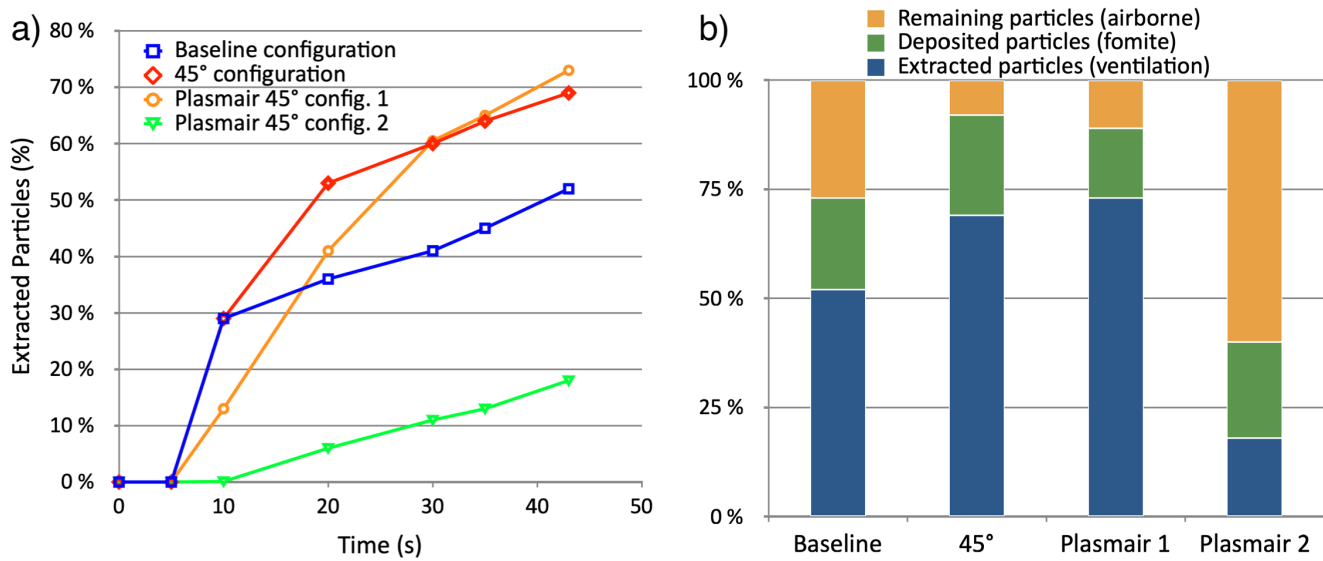 a)
80 %
70 %
60 %
50 %
40 %
30 %
20 %
10 %
0 %
Extracted Particles (%)
Baseline configuration
45° configuration
Plasmair 45° config. 1
Plasmair 45° config. 2
0
10
20
30
40
50
Time (s)
b)
Remaining particles (airborne)
Deposited particles (fomite)
Extracted particles (ventilation)
100 %
75 %
50 %
25 %
0 %
Baseline
45°
Plasmair 1
Plasmair 2